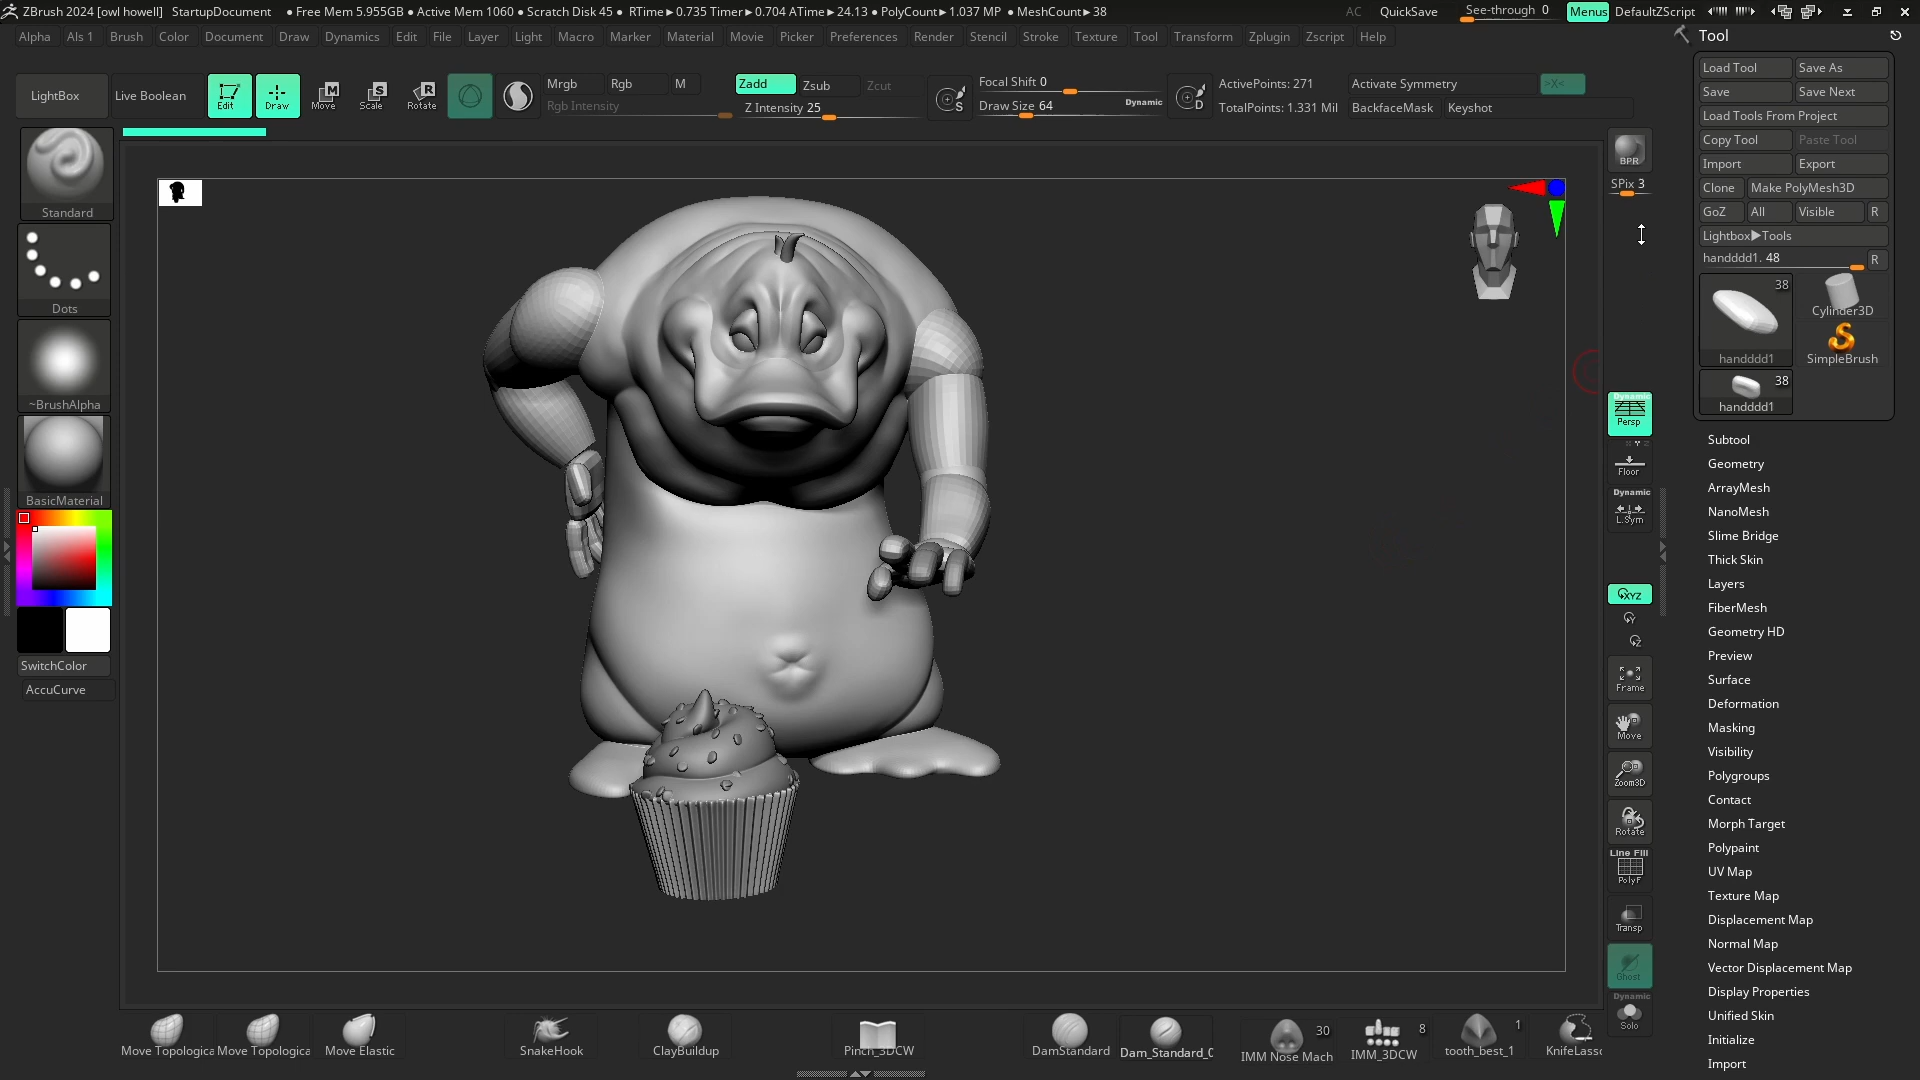 ZBrush 2024 [owl howell] StartupDocument ● Free Mem 5.955GB ● Active Mem 1060 ● Scratch Disk 45 ● RTime►0.735 Timer►0.704 ATime►24.13 ● PolyCount►1.037 MP ● MeshCount►38 AC QuickSave See-through 0 Menus DefaultZScript
Alpha Als 1 Brush Color Document Draw Dynamics Edit File Layer Light Macro Marker Material Movie Picker Preferences Render Stencil Stroke Texture Tool Transform Zplugin Zscript Help
LightBox
Live Boolean
Edit
Draw
Move
Scale
Rotate
Mrgb Rgb M
Rgb Intensity
Zadd Zsub Zcut
Z Intensity 25
S
Focal Shift 0
Draw Size 64 Dynamic
D
ActivePoints: 271
TotalPoints: 1.331 Mil
Activate Symmetry >X<
BackfaceMask Keyshot
Standard
Dots
~BrushAlpha
BasicMaterial
SwitchColor
AccuCurve
BPR
SPix 3
Dynamic
Persp
Floor
Dynamic
L.Sym
XYZ
Y
Z
Frame
Move
Zoom3D
Rotate
Line Fill
PolyF
Transp
Ghost
Dynamic
Solo
Tool
Load Tool Save As
Save Save Next
Load Tools From Project
Copy Tool Paste Tool
Import Export
Clone Make PolyMesh3D
GoZ All Visible R
Lightbox►Tools
handddd1. 48 R
38
handddd1
Cylinder3D
SimpleBrush
38
handddd1
Subtool
Geometry
ArrayMesh
NanoMesh
Slime Bridge
Thick Skin
Layers
FiberMesh
Geometry HD
Preview
Surface
Deformation
Masking
Visibility
Polygroups
Contact
Morph Target
Polypaint
UV Map
Texture Map
Displacement Map
Normal Map
Vector Displacement Map
Display Properties
Unified Skin
Initialize
Import
Move Topologica
Move Topologica
Move Elastic
SnakeHook
ClayBuildup
Pinch_3DCW
DamStandard
Dam_Standard_0
30
IMM Nose Mach
8
IMM_3DCW
1
tooth_best_1
KnifeLasso